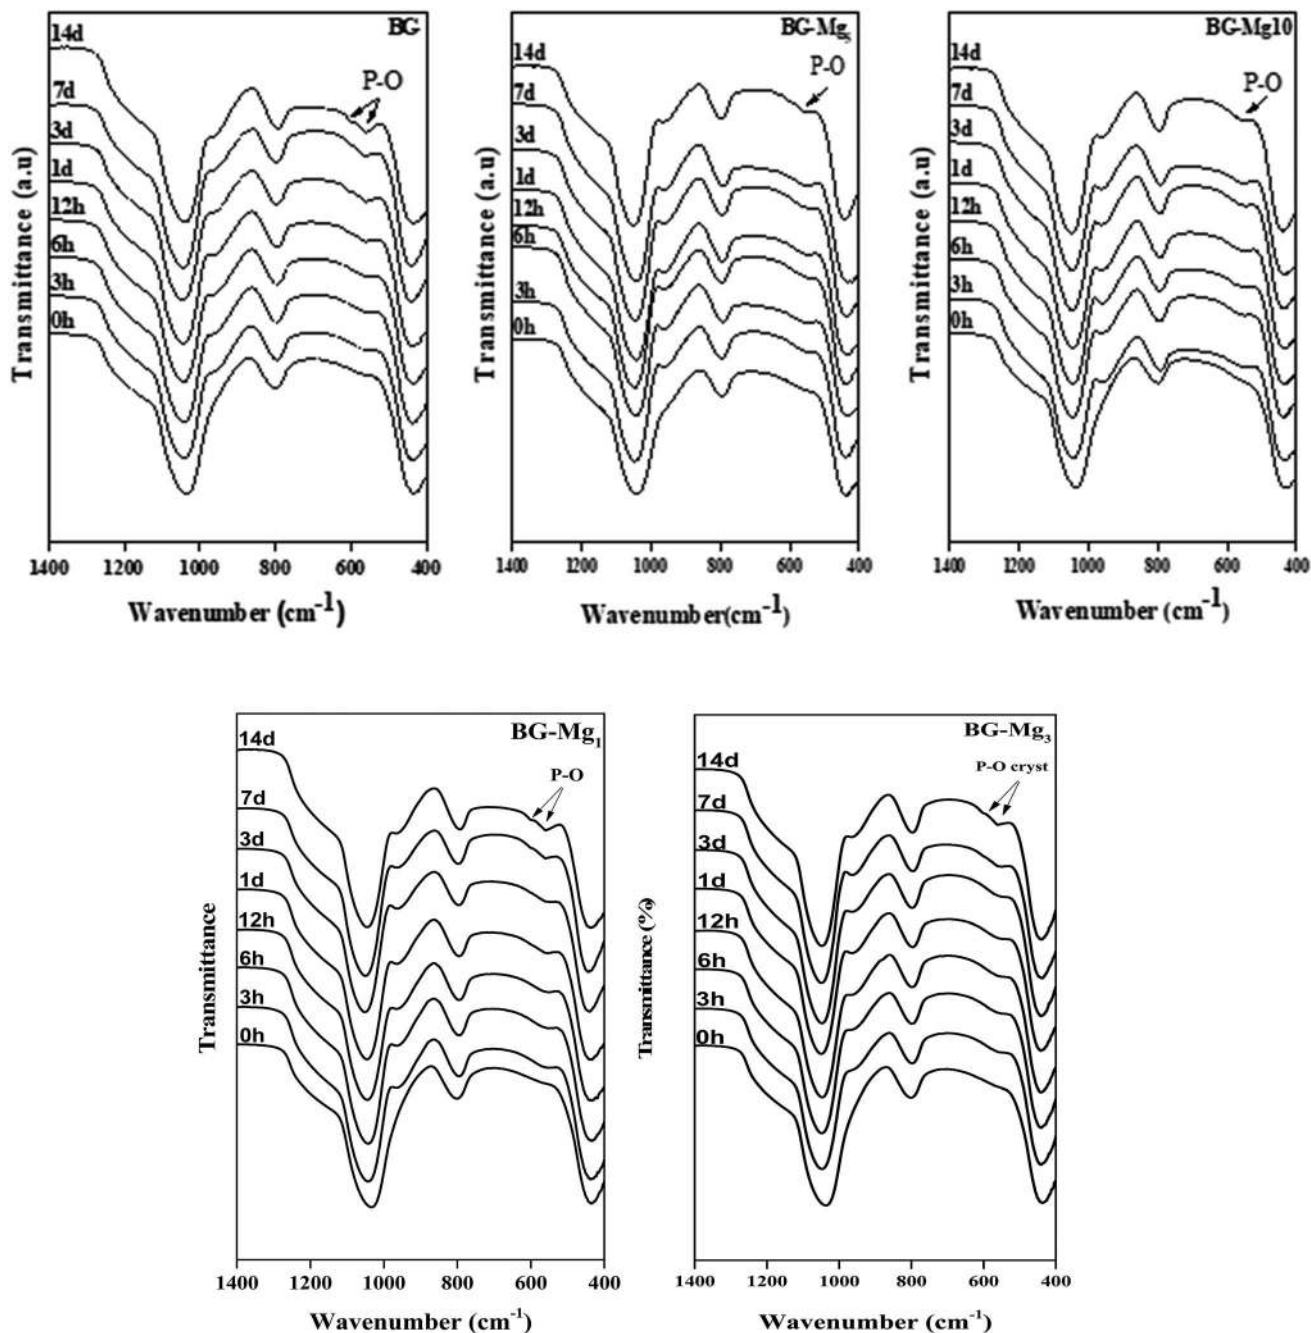 BG
14d
P-O
7d
3d
1d
12h
6h
3h
0h
Transmittance (a.u)
1400 1200 1000 800 600 400
Wavenumber (cm-1)
BG-Mg5
14d
P-O
7d
3d
1d
12h
6h
3h
0h
Transmittance (a.u)
1400 1200 1000 800 600 400
Wavenumber(cm-1)
BG-Mg10
14d
P-O
7d
3d
1d
12h
6h
3h
0h
Transmittance (a.u)
1400 1200 1000 800 600 400
Wavenumber (cm-1)
BG-Mg1
14d
P-O
7d
3d
1d
12h
6h
3h
0h
Transmittance
1400 1200 1000 800 600 400
Wavenumber (cm-1)
BG-Mg3
14d
P-O cryst
7d
3d
1d
12h
6h
3h
0h
Transmittance (%)
1400 1200 1000 800 600 400
Wavenumber (cm-1)